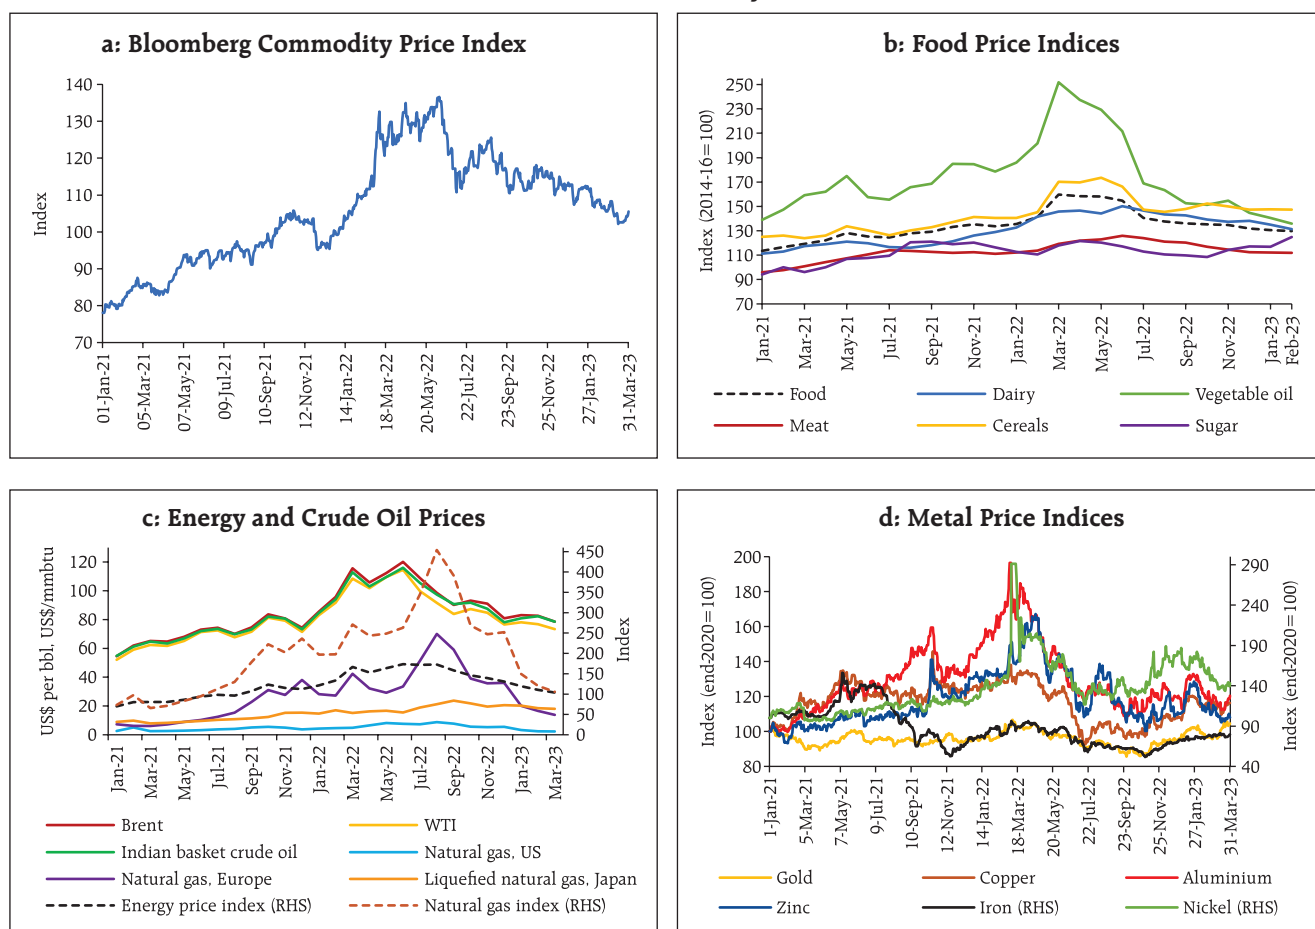 a: Bloomberg Commodity Price Index
140
130
120
110
100
90
80
70
Index
01-Jan-21
05-Mar-21
07-May-21
09-Jul-21
10-Sep-21
12-Nov-21
14-Jan-22
18-Mar-22
20-May-22
22-Jul-22
23-Sep-22
25-Nov-22
27-Jan-23
31-Mar-23
b: Food Price Indices
250
230
210
190
170
150
130
110
90
70
Index (2014-16=100)
Jan-21
Mar-21
May-21
Jul-21
Sep-21
Nov-21
Jan-22
Mar-22
May-22
Jul-22
Sep-22
Nov-22
Jan-23
Feb-23
Food
Dairy
Vegetable oil
Meat
Cereals
Sugar
c: Energy and Crude Oil Prices
120
100
80
60
40
20
0
US$ per bbl, US$/mmbtu
450
400
350
300
250
200
150
100
50
0
Index
Jan-21
Mar-21
May-21
Jul-21
Sep-21
Nov-21
Jan-22
Mar-22
May-22
Jul-22
Sep-22
Nov-22
Jan-23
Mar-23
Brent
WTI
Indian basket crude oil
Natural gas, US
Natural gas, Europe
Liquefied natural gas, Japan
Energy price index (RHS)
Natural gas index (RHS)
d: Metal Price Indices
200
180
160
140
120
100
80
Index (end-2020=100)
290
240
190
140
90
40
Index (end-2020=100)
1-Jan-21
5-Mar-21
7-May-21
9-Jul-21
10-Sep-21
12-Nov-21
14-Jan-22
18-Mar-22
20-May-22
22-Jul-22
23-Sep-22
25-Nov-22
27-Jan-23
31-Mar-23
Gold
Copper
Aluminium
Zinc
Iron (RHS)
Nickel (RHS)